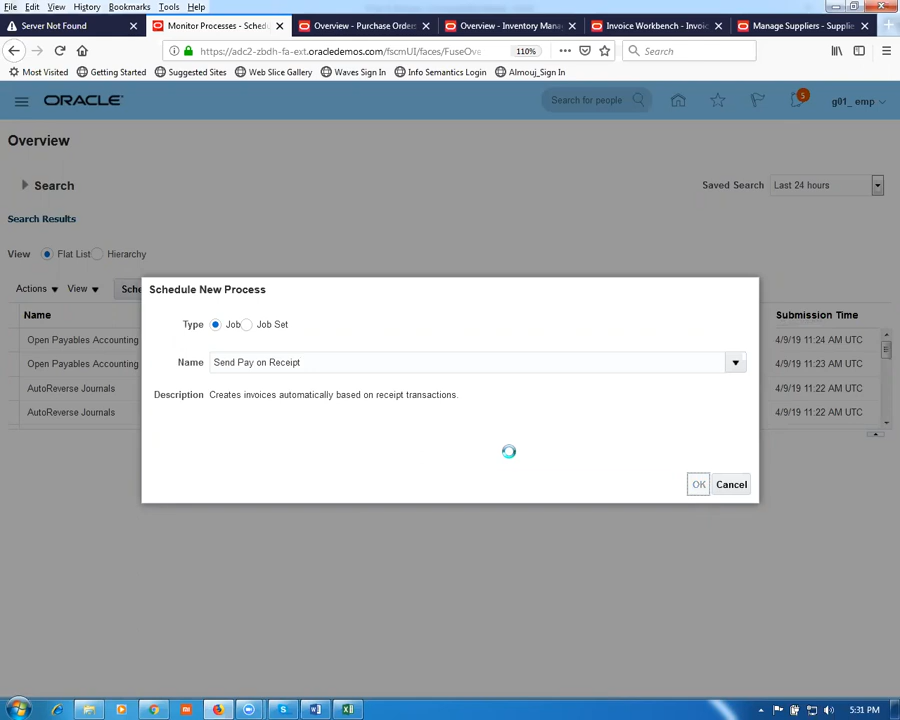 File Edit View History Bookmarks Tools Help
Server Not Found
Monitor Processes - Schedu
Overview - Purchase Orders
Overview - Inventory Mana
Invoice Workbench - Invoic
Manage Suppliers - Supplie
https://adc2-zbdh-fa-ext.oracledemos.com/fscmUI/faces/FuseOve
110%
Search
Most Visited Getting Started Suggested Sites Web Slice Gallery Waves Sign In Info Semantics Login Almouj_Sign In
ORACLE
Search for people
5
g01_ emp
Overview
Search
Saved Search Last 24 hours
Search Results
View Flat List Hierarchy
Actions View Sche
Name Submission Time
Open Payables Accounting 4/9/19 11:24 AM UTC
Open Payables Accounting 4/9/19 11:23 AM UTC
AutoReverse Journals 4/9/19 11:22 AM UTC
AutoReverse Journals 4/9/19 11:22 AM UTC
Schedule New Process
Type Job Job Set
Name Send Pay on Receipt
Description Creates invoices automatically based on receipt transactions.
OK Cancel
5:31 PM